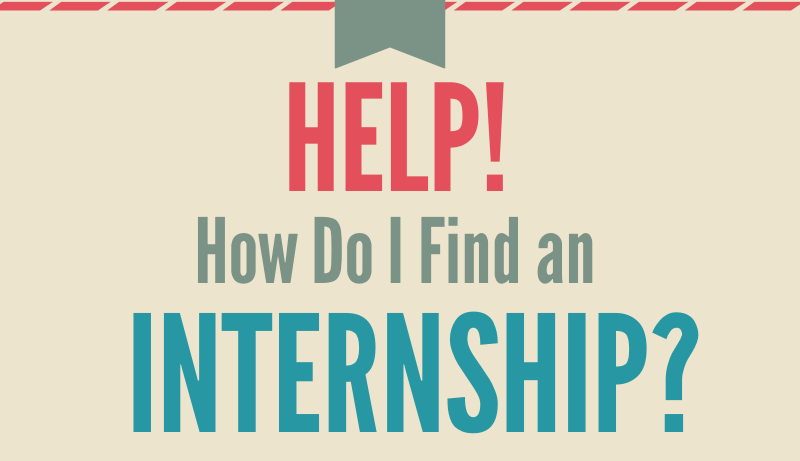 HELP!
How Do I Find an
INTERNSHIP?